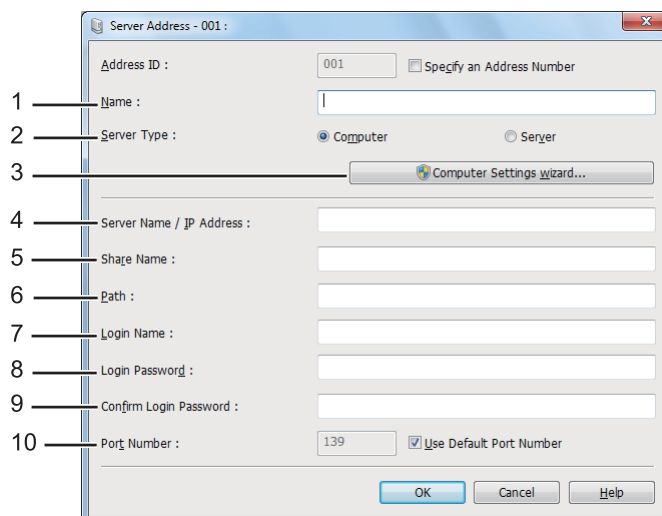 Server Address - 001 :
Address ID : 001 Specify an Address Number
1 Name :
2 Server Type : Computer Server
3 Computer Settings wizard...
4 Server Name / IP Address :
5 Share Name :
6 Path :
7 Login Name :
8 Login Password :
9 Confirm Login Password :
10 Port Number : 139 Use Default Port Number
OK Cancel Help